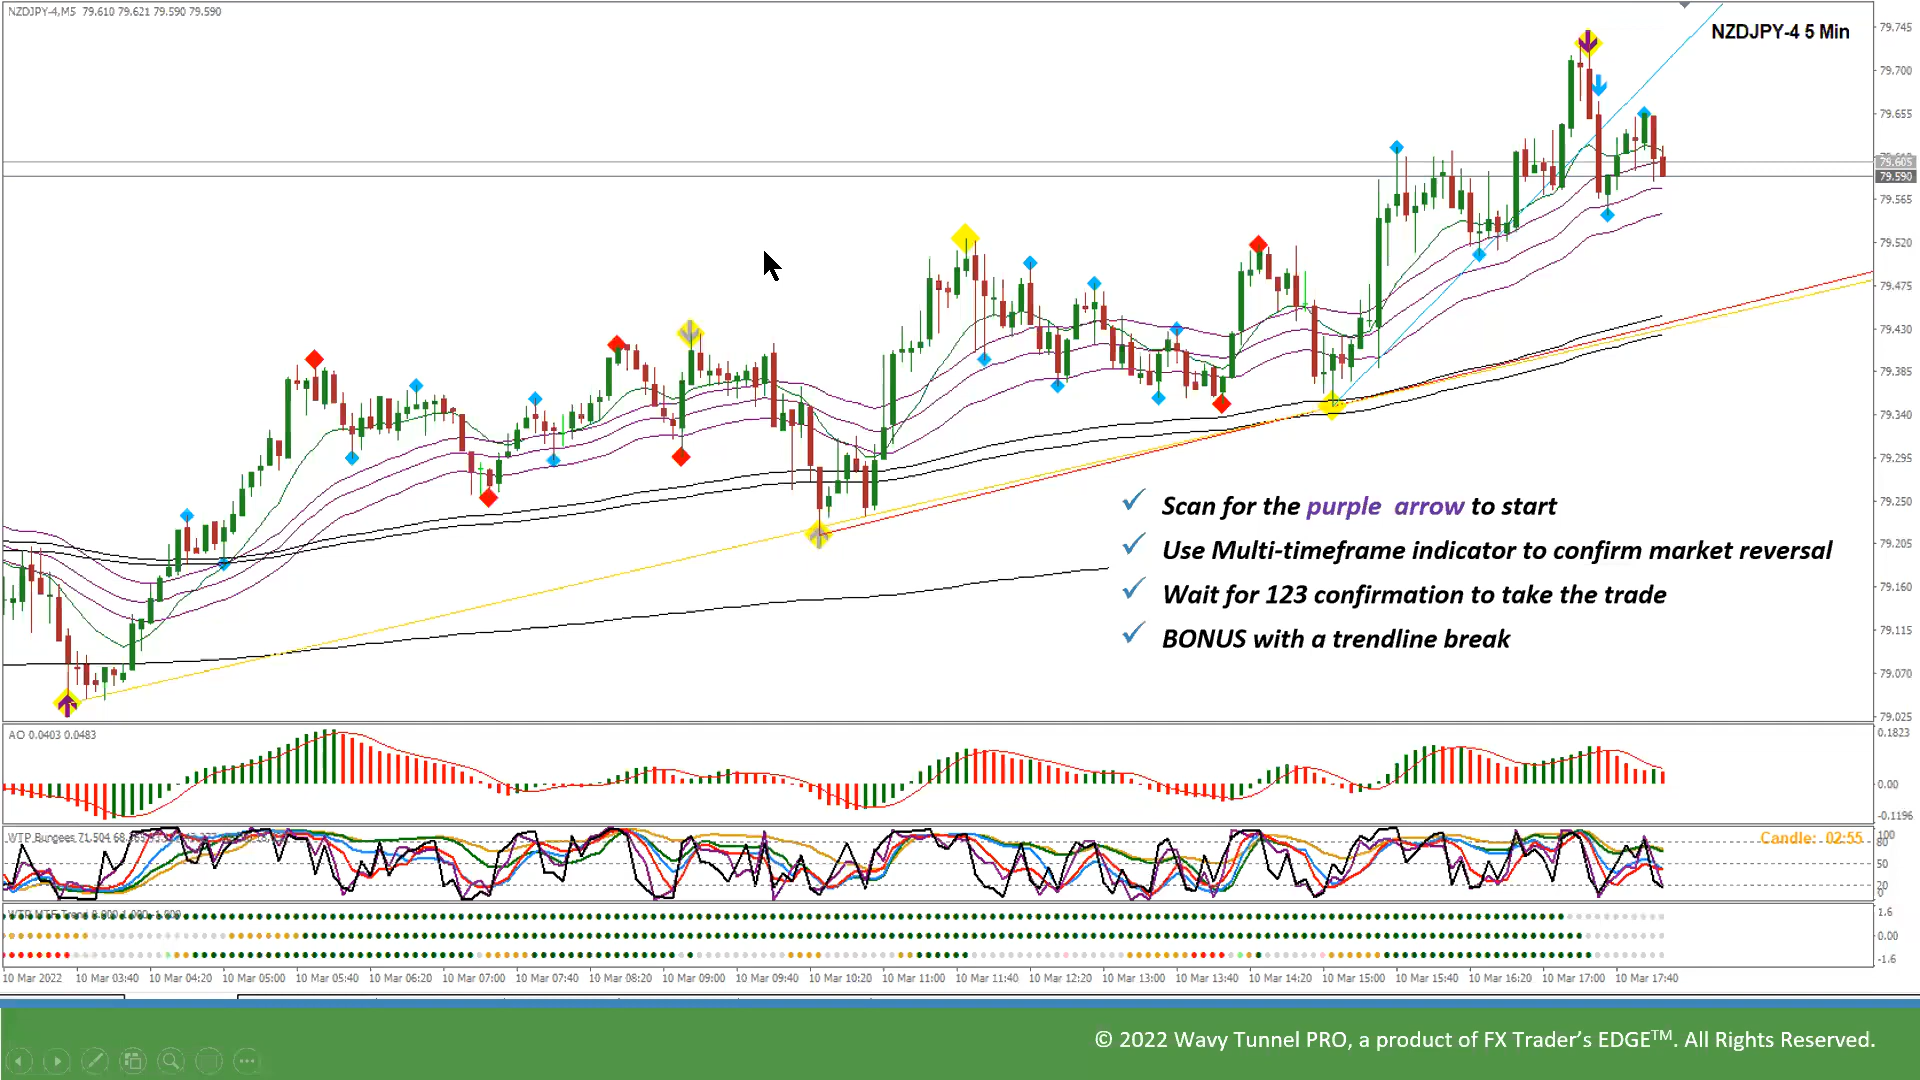 NZDJPY-4,M5 79.610 79.621 79.590 79.590
NZDJPY-4 5 Min
79.745
79.700
79.655
79.605
79.590
79.565
79.520
79.475
79.430
79.385
79.340
79.295
79.250
79.205
79.160
79.115
79.070
79.025
Scan for the purple arrow to start
Use Multi-timeframe indicator to confirm market reversal
Wait for 123 confirmation to take the trade
BONUS with a trendline break
AO 0.0403 0.0483
0.1823
0.00
-0.1196
WTP Bungees 71.504
Candle: 02:55
100
80
50
20
0
WTP MTF Trend
1.6
0.00
-1.6
10 Mar 2022 10 Mar 03:40 10 Mar 04:20 10 Mar 05:00 10 Mar 05:40 10 Mar 06:20 10 Mar 07:00 10 Mar 07:40 10 Mar 08:20 10 Mar 09:00 10 Mar 09:40 10 Mar 10:20 10 Mar 11:00 10 Mar 11:40 10 Mar 12:20 10 Mar 13:00 10 Mar 13:40 10 Mar 14:20 10 Mar 15:00 10 Mar 15:40 10 Mar 16:20 10 Mar 17:00 10 Mar 17:40
© 2022 Wavy Tunnel PRO, a product of FX Trader’s EDGE™. All Rights Reserved.